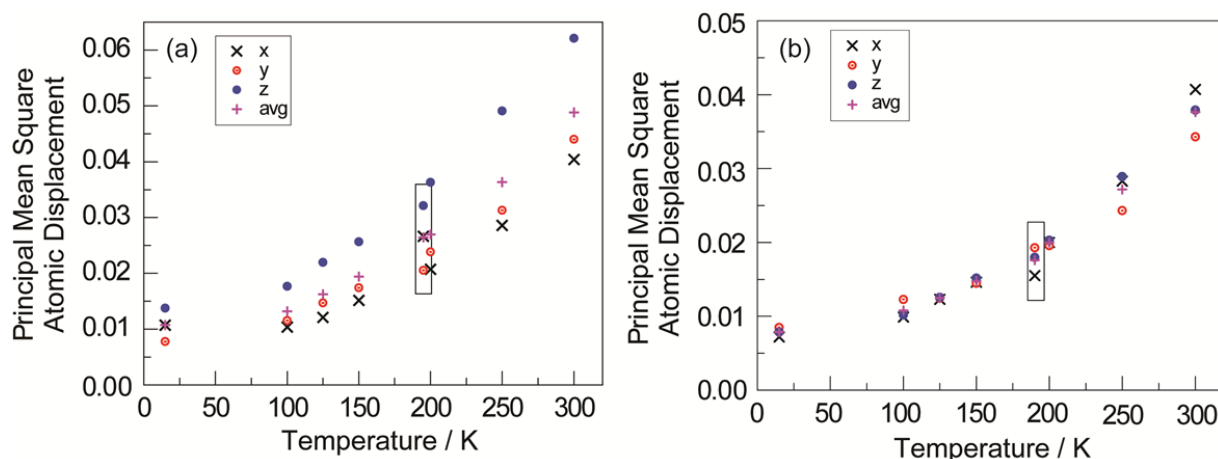 (a)
x
y
z
avg
Principal Mean Square
Atomic Displacement
0.06
0.05
0.04
0.03
0.02
0.01
0.00
0 50 100 150 200 250 300
Temperature / K
(b)
x
y
z
avg
Principal Mean Square
Atomic Displacement
0.05
0.04
0.03
0.02
0.01
0.00
0 50 100 150 200 250 300
Temperature / K